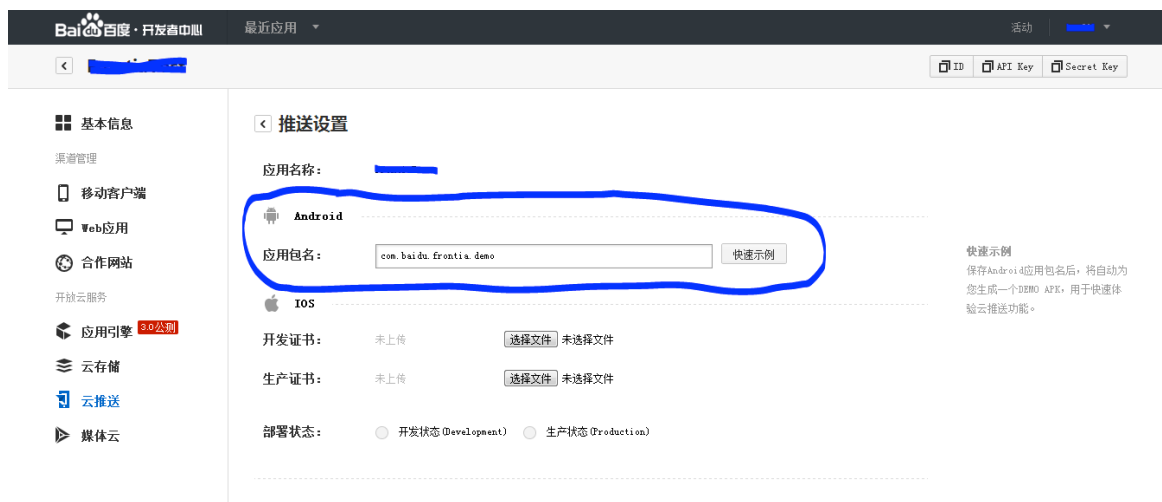 Bai du 百度·开发者中心 最近应用 活动
ID API Key Secret Key
基本信息
渠道管理
移动客户端
Web应用
合作网站
开放云服务
应用引擎 3.0公测
云存储
云推送
媒体云
推送设置
应用名称：
Android
应用包名： com.baidu.frontia.demo 快速示例
IOS
开发证书： 未上传 选择文件 未选择文件
生产证书： 未上传 选择文件 未选择文件
部署状态： 开发状态(Development) 生产状态(Production)
快速示例
保存Android应用包名后，将自动为
您生成一个DEMO APK，用于快速体
验云推送功能。